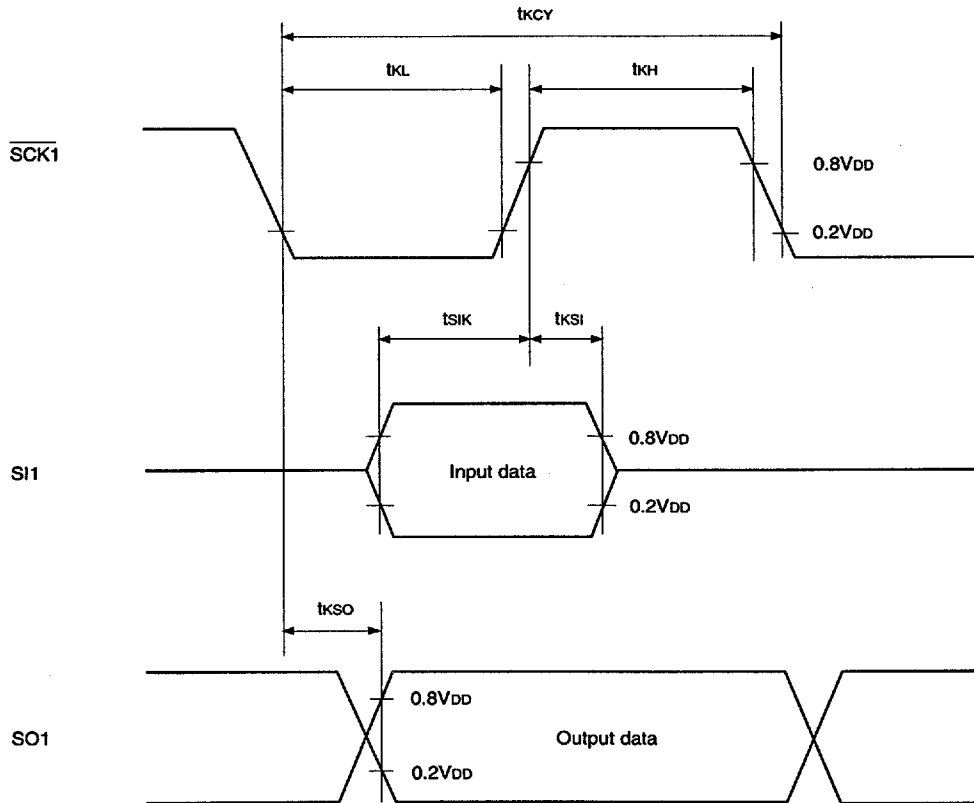 tKCY
tKL
tKH
SCK1
0.8VDD
0.2VDD
tSIK
tKSI
SI1
Input data
0.8VDD
0.2VDD
tKSO
SO1
0.8VDD
Output data
0.2VDD